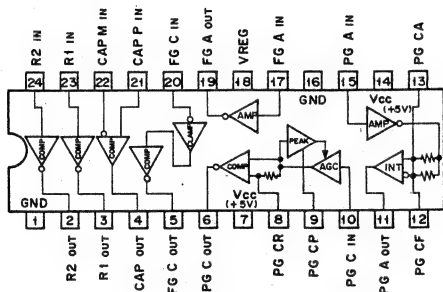 R2 IN
R1 IN
CAP M IN
CAP P IN
FG C IN
FG A OUT
VREG
FG A IN
PG A IN
PG CA
24 23 22 21 20 19 18 17 16 15 14 13
GND
Vcc
(+5V)
AMP
AMP
AMP
COMP
COMP
COMP
COMP
COMP
PEAK
AGC
INT
Vcc
(+5V)
GND
1 2 3 4 5 6 7 8 9 10 11 12
R2 OUT
R1 OUT
CAP OUT
FG C OUT
PG C OUT
PG CR
PG CP
PG C IN
PG A OUT
PG CF